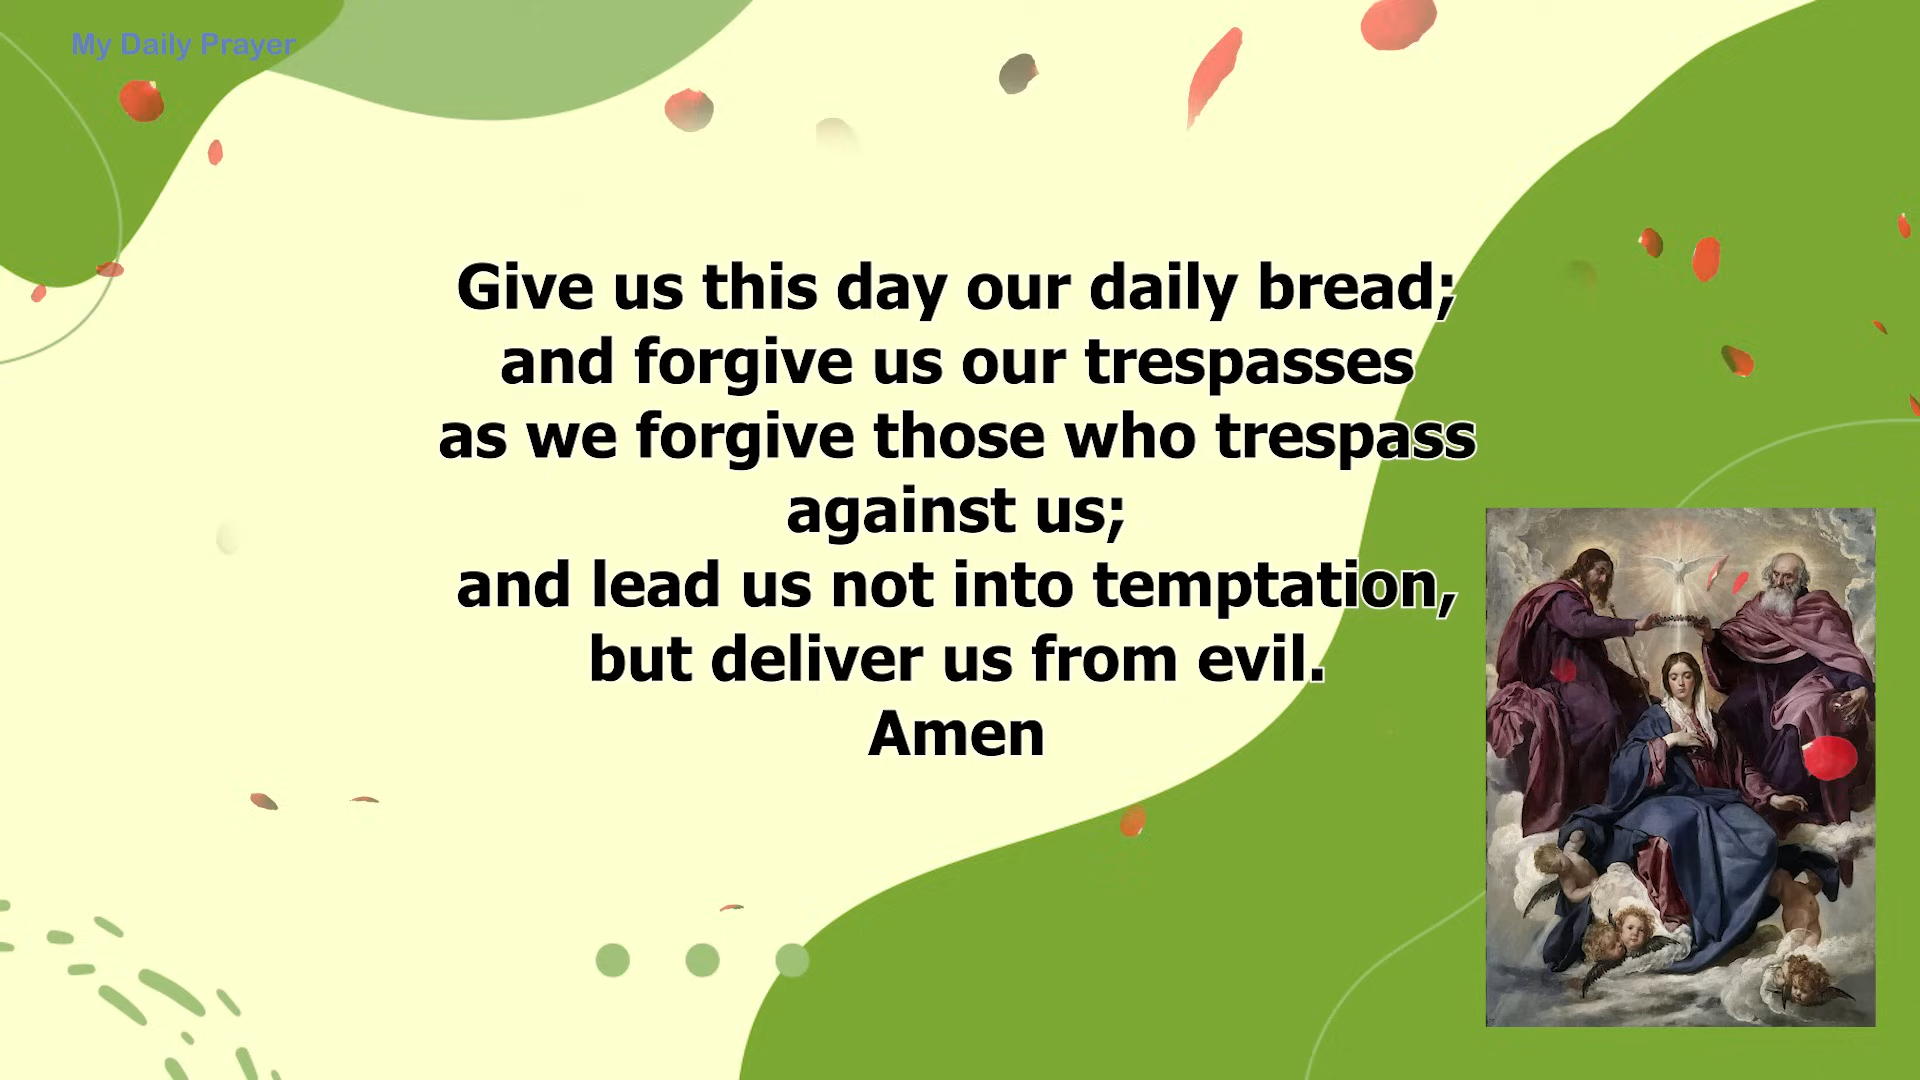 My Daily Prayer
Give us this day our daily bread;
and forgive us our trespasses
as we forgive those who trespass
against us;
and lead us not into temptation,
but deliver us from evil.
Amen